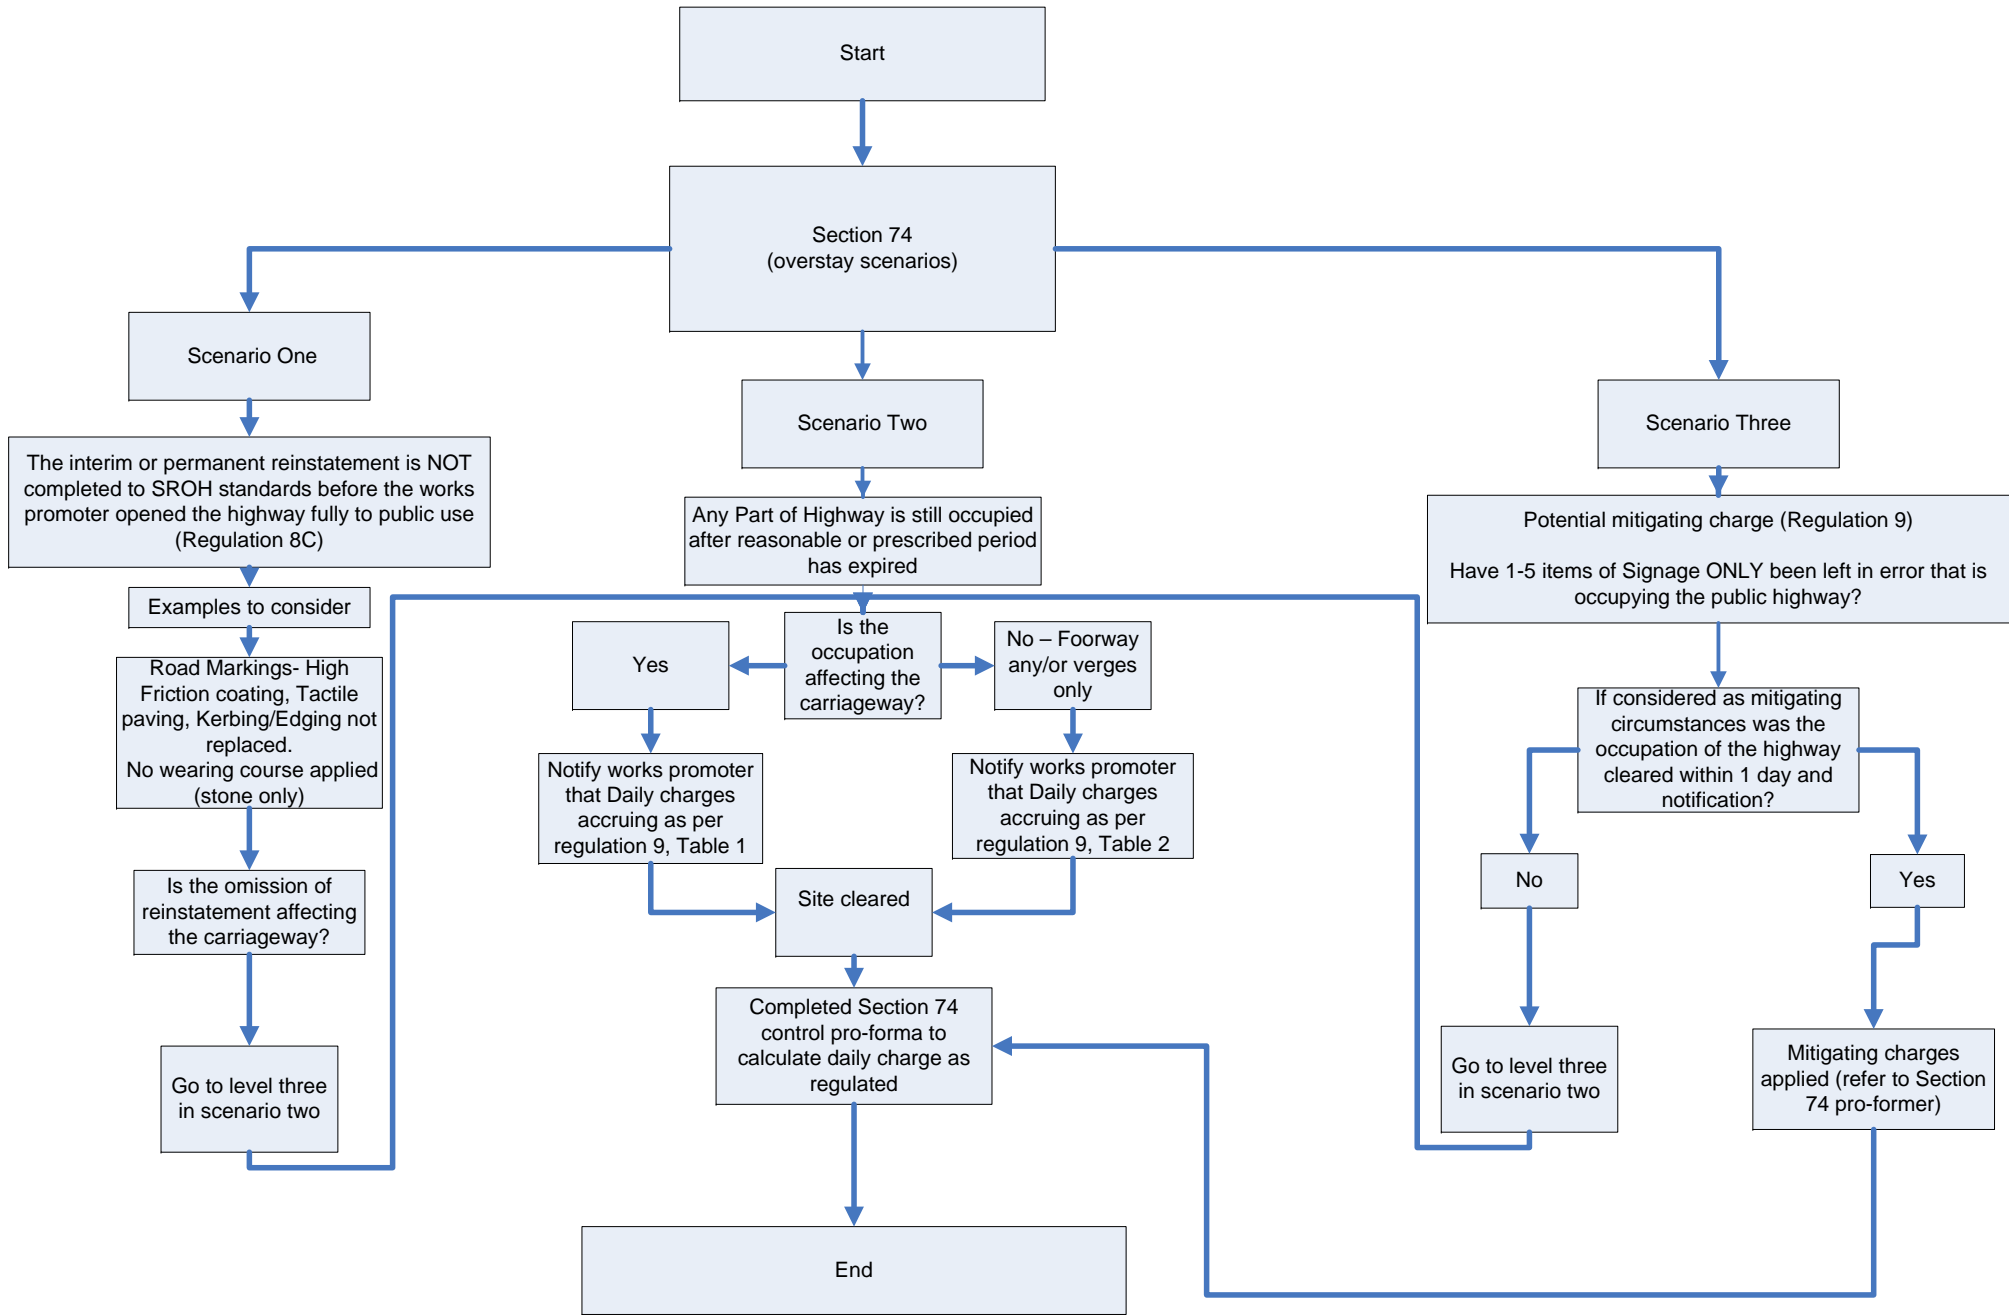 Start
Section 74
(overstay scenarios)
Scenario One
The interim or permanent reinstatement is NOT
completed to SROH standards before the works
promoter opened the highway fully to public use
(Regulation 8C)
Examples to consider
Road Markings- High
Friction coating, Tactile
paving, Kerbing/Edging not
replaced.
No wearing course applied
(stone only)
Is the omission of
reinstatement affecting
the carriageway?
Go to level three
in scenario two
Scenario Two
Any Part of Highway is still occupied
after reasonable or prescribed period
has expired
Is the
occupation
affecting the
carriageway?
Yes
No – Foorway
any/or verges
only
Notify works promoter
that Daily charges
accruing as per
regulation 9, Table 1
Notify works promoter
that Daily charges
accruing as per
regulation 9, Table 2
Site cleared
Completed Section 74
control pro-forma to
calculate daily charge as
regulated
End
Scenario Three
Potential mitigating charge (Regulation 9)
Have 1-5 items of Signage ONLY been left in error that is
occupying the public highway?
If considered as mitigating
circumstances was the
occupation of the highway
cleared within 1 day and
notification?
No
Yes
Go to level three
in scenario two
Mitigating charges
applied (refer to Section
74 pro-former)